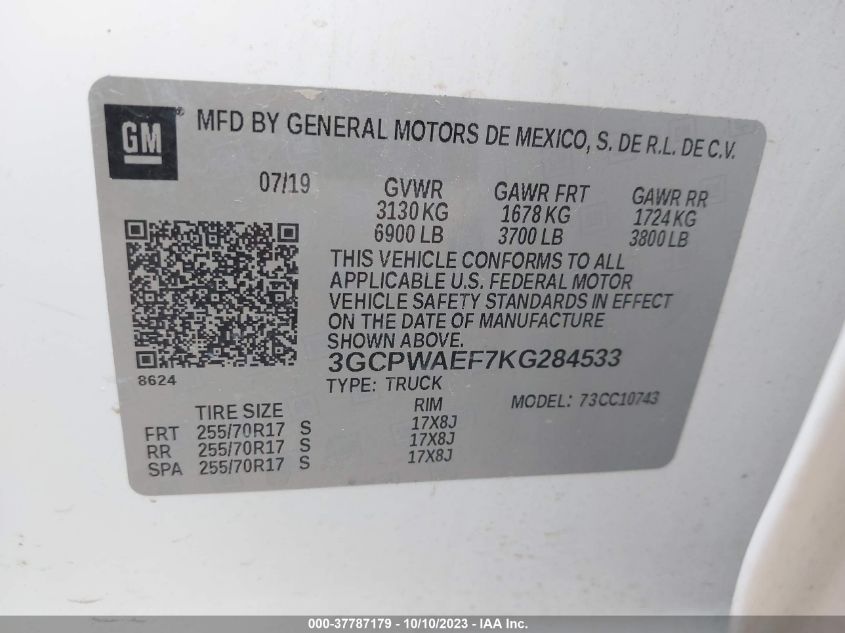 GM® MFD BY GENERAL MOTORS DE MEXICO, S. DE R.L. DE C.V.
07/19 GVWR GAWR FRT GAWR RR
3130 KG 1678 KG 1724 KG
6900 LB 3700 LB 3800 LB
THIS VEHICLE CONFORMS TO ALL
APPLICABLE U.S. FEDERAL MOTOR
VEHICLE SAFETY STANDARDS IN EFFECT
ON THE DATE OF MANUFACTURE
SHOWN ABOVE.
3GCPWAEF7KG284533
8624
TYPE: TRUCK
MODEL: 73CC10743
TIRE SIZE RIM
FRT 255/70R17 S 17X8J
RR 255/70R17 S 17X8J
SPA 255/70R17 S 17X8J
000-37787179 - 10/10/2023 - IAA Inc.